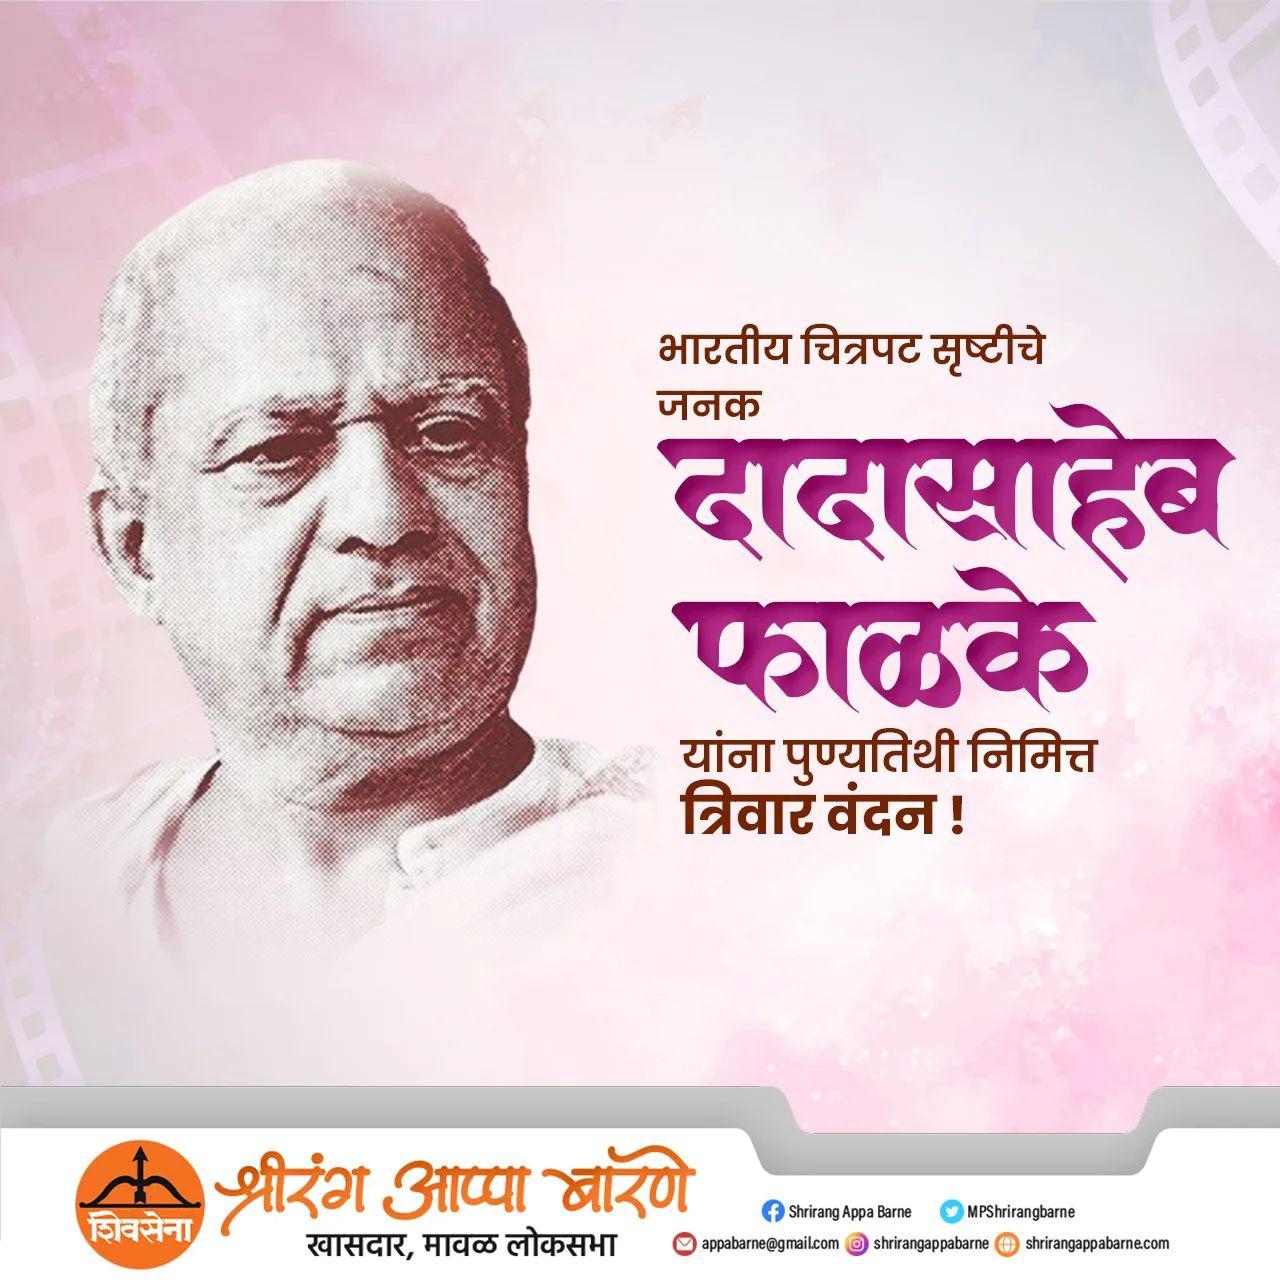 भारतीय चित्रपट सृष्टीचे
जनक
दादासाहेब
फाळके
यांना पुण्यतिथी निमित्त
त्रिवार वंदन !
शिवसेना
श्रीरंग आप्पा बारणे
खासदार, मावळ लोकसभा
Shrirang Appa Barne MPShrirangbarne
appabarne@gmail.com shrirangappabarne shrirangappabarne.com